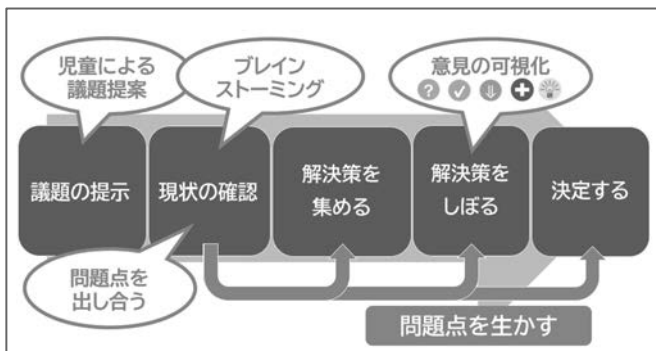 児童による
議題提案
ブレイン
ストーミング
意見の可視化
?
議題の提示
現状の確認
解決策を
集める
解決策を
しぼる
決定する
問題点を
出し合う
問題点を生かす